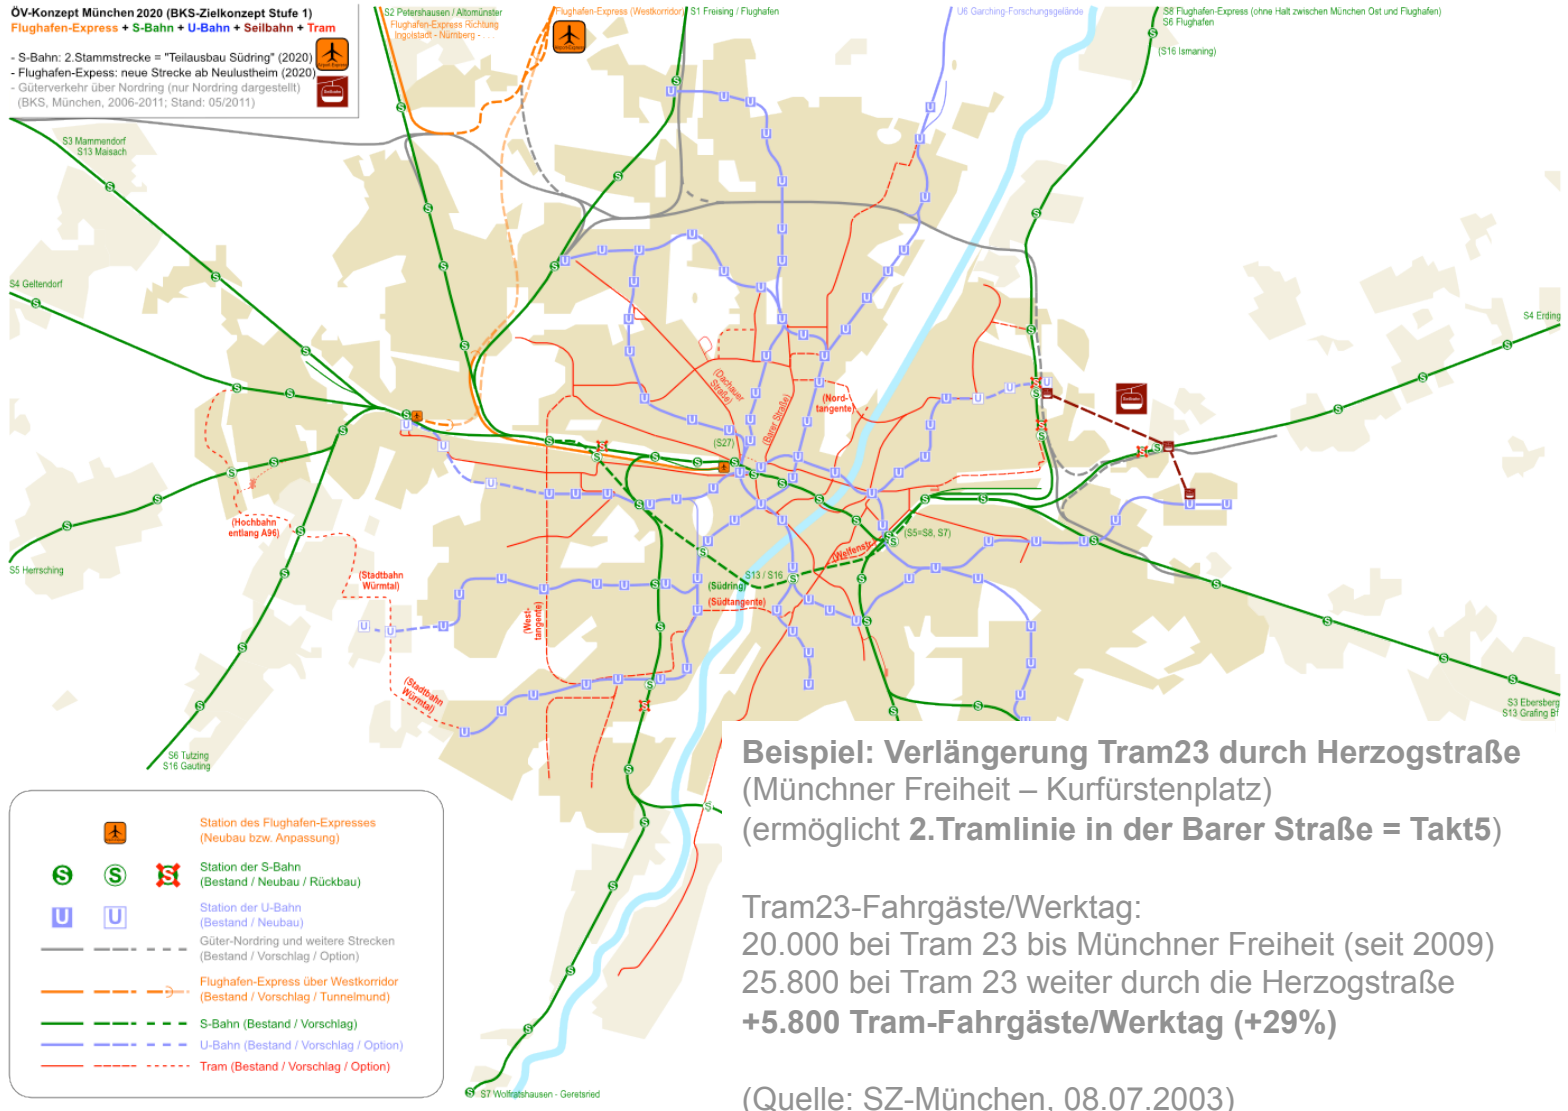 ÖV-Konzept München 2020 (BKS-Zielkonzept Stufe 1)
Flughafen-Express + S-Bahn + U-Bahn + Seilbahn + Tram
- S-Bahn: 2.Stammstrecke = "Teilausbau Südring" (2020)
- Flughafen-Expess: neue Strecke ab Neulustheim (2020)
- Güterverkehr über Nordring (nur Nordring dargestellt)
(BKS, München, 2006-2011; Stand: 05/2011)
S2 Petershausen / Altomünster
Flughafen-Express Richtung
Ingolstadt - Nürnberg - . . .
Flughafen-Express (Westkorridor)
S1 Freising / Flughafen
U6 Garching-Forschungsgelände
S8 Flughafen-Express (ohne Halt zwischen München Ost und Flughafen)
S6 Flughafen
(S16 Ismaning)
S3 Mammendorf
S13 Maisach
S4 Geltendorf
S4 Erding
(Dachauer
Straße)
(Barer Straße)
(Nord-
tangente)
(S27)
(Hochbahn
entlang A96)
S5 Herrsching
(Stadtbahn
Würmtal)
(S5=S8, S7)
(Welfenstr.)
S13 / S16
(Südring)
(Südtangente)
(West-
tangente)
(Stadtbahn
Würmtal)
S3 Ebersberg
S13 Grafing Bf
S6 Tutzing
S16 Gauting
S7 Wolfratshausen - Geretsried
Station des Flughafen-Expresses
(Neubau bzw. Anpassung)
Station der S-Bahn
(Bestand / Neubau / Rückbau)
Station der U-Bahn
(Bestand / Neubau)
Güter-Nordring und weitere Strecken
(Bestand / Vorschlag / Option)
Flughafen-Express über Westkorridor
(Bestand / Vorschlag / Tunnelmund)
S-Bahn (Bestand / Vorschlag)
U-Bahn (Bestand / Vorschlag / Option)
Tram (Bestand / Vorschlag / Option)
Beispiel: Verlängerung Tram23 durch Herzogstraße
(Münchner Freiheit – Kurfürstenplatz)
(ermöglicht 2.Tramlinie in der Barer Straße = Takt5)
Tram23-Fahrgäste/Werktag:
20.000 bei Tram 23 bis Münchner Freiheit (seit 2009)
25.800 bei Tram 23 weiter durch die Herzogstraße
+5.800 Tram-Fahrgäste/Werktag (+29%)
(Quelle: SZ-München, 08.07.2003)